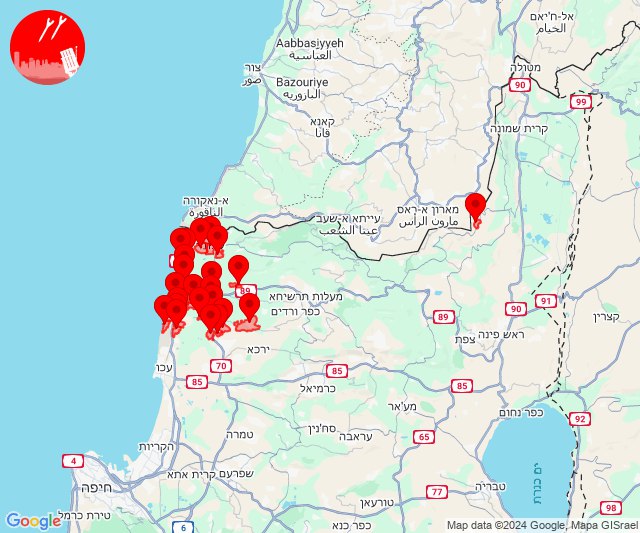 אל-ח'יאם
الخيام
Aabbasiyyeh
العباسية
מטולה
צור
صور
90
Bazouriye
البازورية
99
קאנא
قانا
קרית שמונה
א-נאקורה
الناقورة
עייתא א-שעב
عيتا الشعب
מארון א-ראס
مارون الراس
89
מעלות תרשיחא
כפר ורדים
91
90
קצרין
89
ראש פינה
צפת
ירכא
עכו
70
85
85
85
כרמיאל
מע'אר
כפר נחום
92
סח'נין
עראבה
65
טמרה
הקריות
4
שפרעם
קרית אתא
חיפה
ים כנרת
77
טבריה
טורעאן
98
טירת כרמל
6
כפר כנא
Google
Map data ©2024 Google, Mapa GISrael